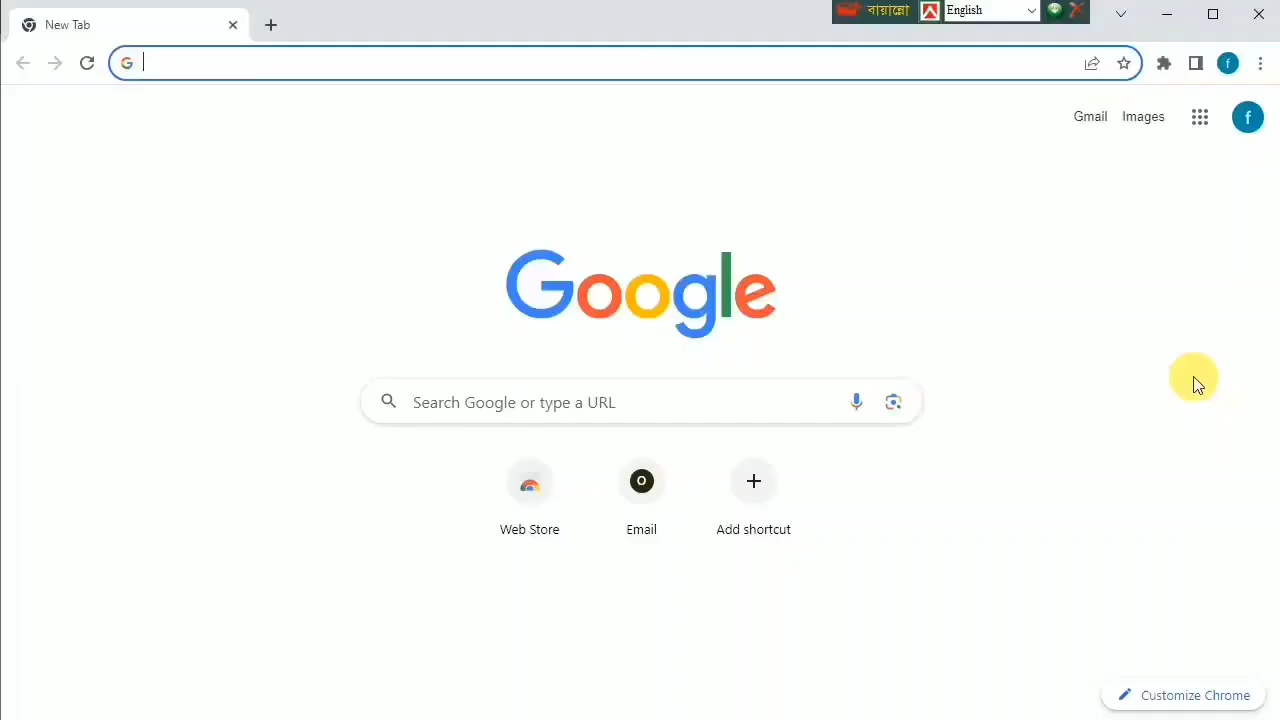 New Tab
বায়ান্নো
English
f
Gmail
Images
f
Google
Search Google or type a URL
O
Web Store
Email
Add shortcut
Customize Chrome